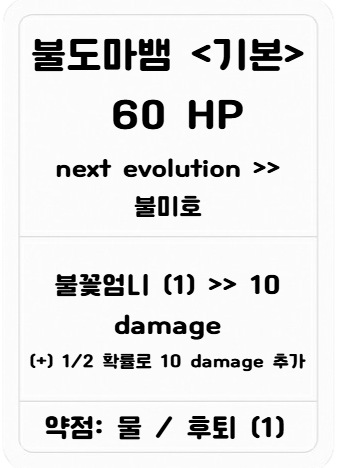 불도마뱀 <기본>
60 HP
next evolution >>
불미호
불꽃엄니 (1) >> 10
damage
(+) 1/2 확률로 10 damage 추가
약점: 물 / 후퇴 (1)